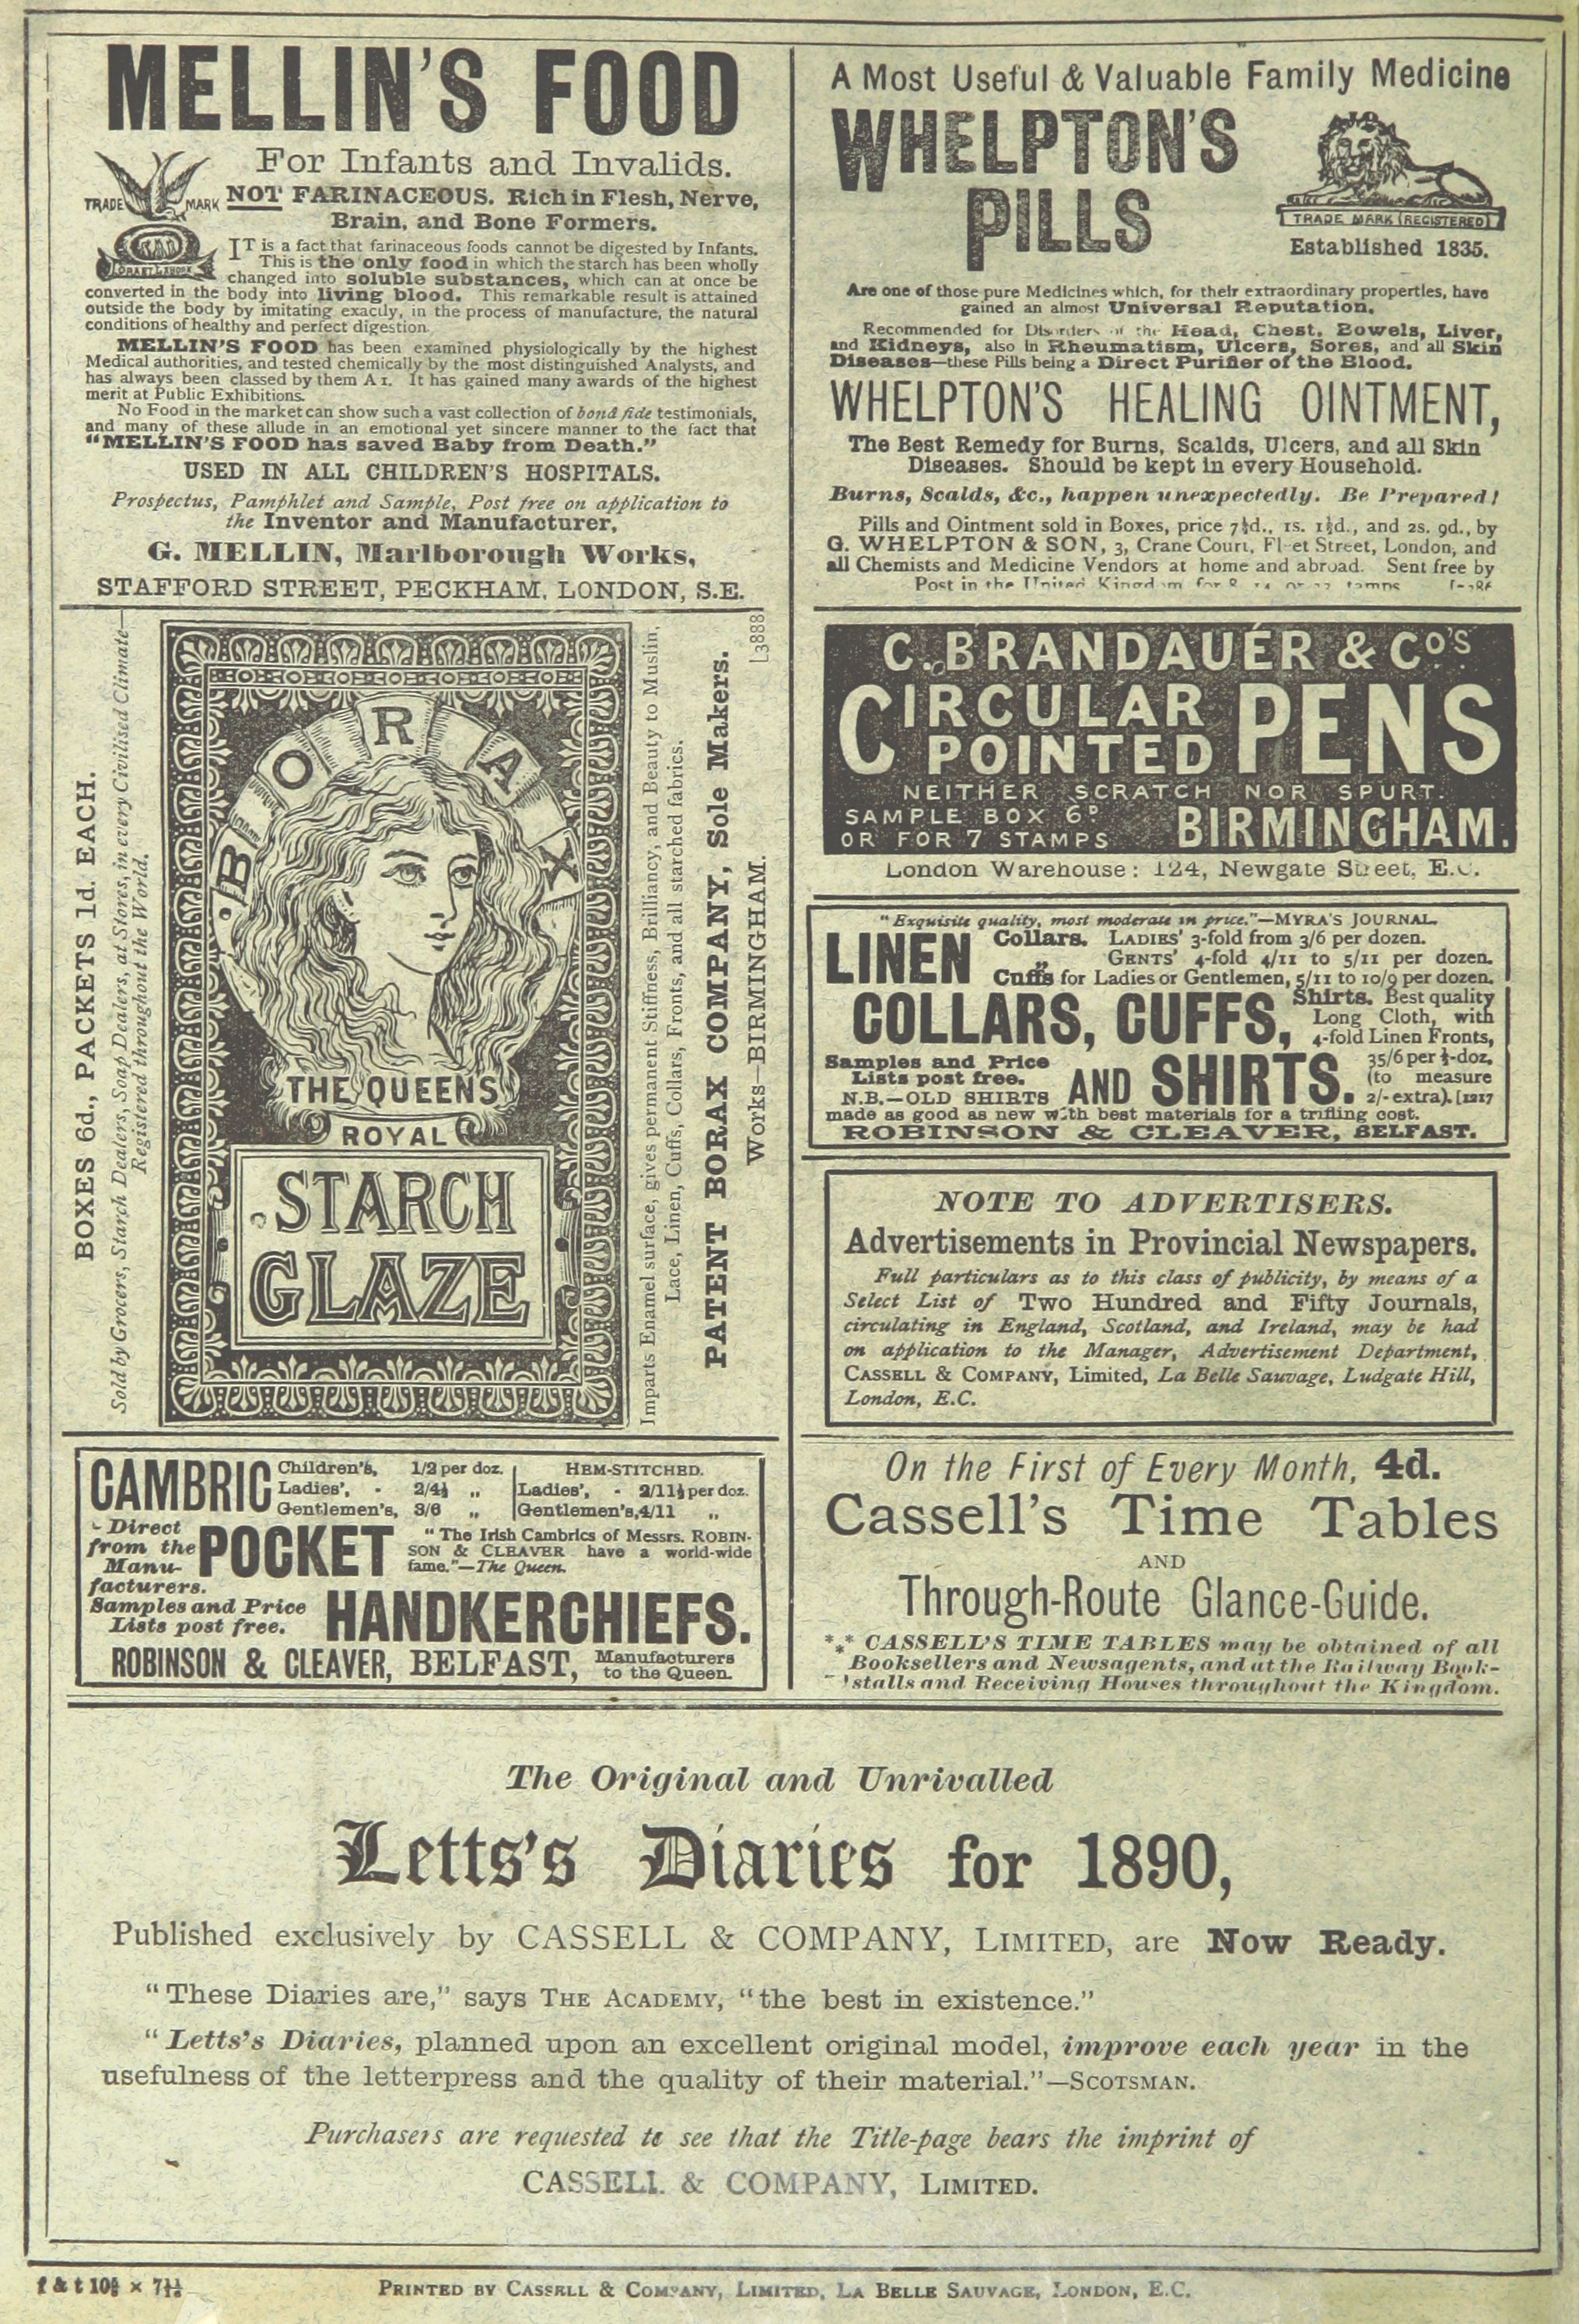 MELLIN'S FOOD
For Infants and Invalids.
TRADE MARK
NOT FARINACEOUS. Rich in Flesh, Nerve,
Brain, and Bone Formers.
IT is a fact that farinaceous foods cannot be digested by Infants.
This is the only food in which the starch has been wholly
changed into soluble substances, which can at once be
converted in the body into living blood. This remarkable result is attained
outside the body by imitating exactly, in the process of manufacture, the natural
conditions of healthy and perfect digestion.
MELLIN'S FOOD has been examined physiologically by the highest
Medical authorities, and tested chemically by the most distinguished Analysts, and
has always been classed by them A 1. It has gained many awards of the highest
merit at Public Exhibitions.
No Food in the market can show such a vast collection of bonâ fide testimonials,
and many of these allude in an emotional yet sincere manner to the fact that
"MELLIN'S FOOD has saved Baby from Death."
USED IN ALL CHILDREN'S HOSPITALS.
Prospectus, Pamphlet and Sample, Post free on application to
the Inventor and Manufacturer,
G. MELLIN, Marlborough Works,
STAFFORD STREET, PECKHAM, LONDON, S.E.
BOXES 6d., PACKETS 1d. EACH.
Sold by Grocers, Starch Dealers, Soap Dealers, at Stores, in every Civilised Climate—
Registered throughout the World.
BORAX
THE QUEENS
ROYAL
STARCH
GLAZE
Imparts Enamel surface, gives permanent Stiffness, Brilliancy, and Beauty to Muslin,
Lace, Linen, Cuffs, Collars, Fronts, and all starched fabrics.
PATENT BORAX COMPANY, Sole Makers.
Works—BIRMINGHAM.
L3888
CAMBRIC
Children's, 1/2 per doz.
Ladies', - 2/4½ „
Gentlemen's, 3/6 „
HEM-STITCHED.
Ladies', - 2/11½ per doz.
Gentlemen's, 4/11 „
Direct
from the
Manu-
facturers.
POCKET
"The Irish Cambrics of Messrs. ROBIN-
SON & CLEAVER have a world-wide
fame."—The Queen.
Samples and Price
Lists post free.
HANDKERCHIEFS.
ROBINSON & CLEAVER, BELFAST, Manufacturers
to the Queen.
A Most Useful & Valuable Family Medicine
WHELPTON'S
PILLS
TRADE MARK (REGISTERED)
Established 1835.
Are one of those pure Medicines which, for their extraordinary properties, have
gained an almost Universal Reputation.
Recommended for Disorders of the Head, Chest, Bowels, Liver,
and Kidneys, also in Rheumatism, Ulcers, Sores, and all Skin
Diseases—these Pills being a Direct Purifier of the Blood.
WHELPTON'S HEALING OINTMENT,
The Best Remedy for Burns, Scalds, Ulcers, and all Skin
Diseases. Should be kept in every Household.
Burns, Scalds, &c., happen unexpectedly. Be Prepared!
Pills and Ointment sold in Boxes, price 7½d., 1s. 1½d., and 2s. 9d., by
G. WHELPTON & SON, 3, Crane Court, Fleet Street, London, and
all Chemists and Medicine Vendors at home and abroad. Sent free by
Post in the United Kingdom for 8, 14 or 33 stamps
C. BRANDAUER & CO'S
CIRCULAR
POINTED
PENS
NEITHER SCRATCH NOR SPURT.
SAMPLE BOX 6D
OR FOR 7 STAMPS
BIRMINGHAM.
London Warehouse: 124, Newgate Street, E.C.
"Exquisite quality, most moderate in price."—MYRA'S JOURNAL.
LINEN
Collars. LADIES' 3-fold from 3/6 per dozen.
„ GENTS' 4-fold 4/11 to 5/11 per dozen.
Cuffs for Ladies or Gentlemen, 5/11 to 10/9 per dozen.
COLLARS, CUFFS,
Shirts. Best quality
Long Cloth, with
4-fold Linen Fronts,
35/6 per ½-doz.
(to measure
2/- extra). [1217
Samples and Price
Lists post free.
AND SHIRTS.
N.B.—OLD SHIRTS
made as good as new with best materials for a trifling cost.
ROBINSON & CLEAVER, BELFAST.
NOTE TO ADVERTISERS.
Advertisements in Provincial Newspapers.
Full particulars as to this class of publicity, by means of a
Select List of Two Hundred and Fifty Journals,
circulating in England, Scotland, and Ireland, may be had
on application to the Manager, Advertisement Department,
CASSELL & COMPANY, Limited, La Belle Sauvage, Ludgate Hill,
London, E.C.
On the First of Every Month, 4d.
Cassell's Time Tables
AND
Through-Route Glance-Guide.
*** CASSELL'S TIME TABLES may be obtained of all
Booksellers and Newsagents, and at the Railway Book-
'stalls and Receiving Houses throughout the Kingdom.
The Original and Unrivalled
Letts's Diaries for 1890,
Published exclusively by CASSELL & COMPANY, LIMITED, are Now Ready.
"These Diaries are," says THE ACADEMY, "the best in existence."
"Letts's Diaries, planned upon an excellent original model, improve each year in the
usefulness of the letterpress and the quality of their material."—SCOTSMAN.
Purchasers are requested to see that the Title-page bears the imprint of
CASSELL & COMPANY, LIMITED.
f & t 10⅝ × 7 11/16
PRINTED BY CASSELL & COMPANY, LIMITED, LA BELLE SAUVAGE, LONDON, E.C.